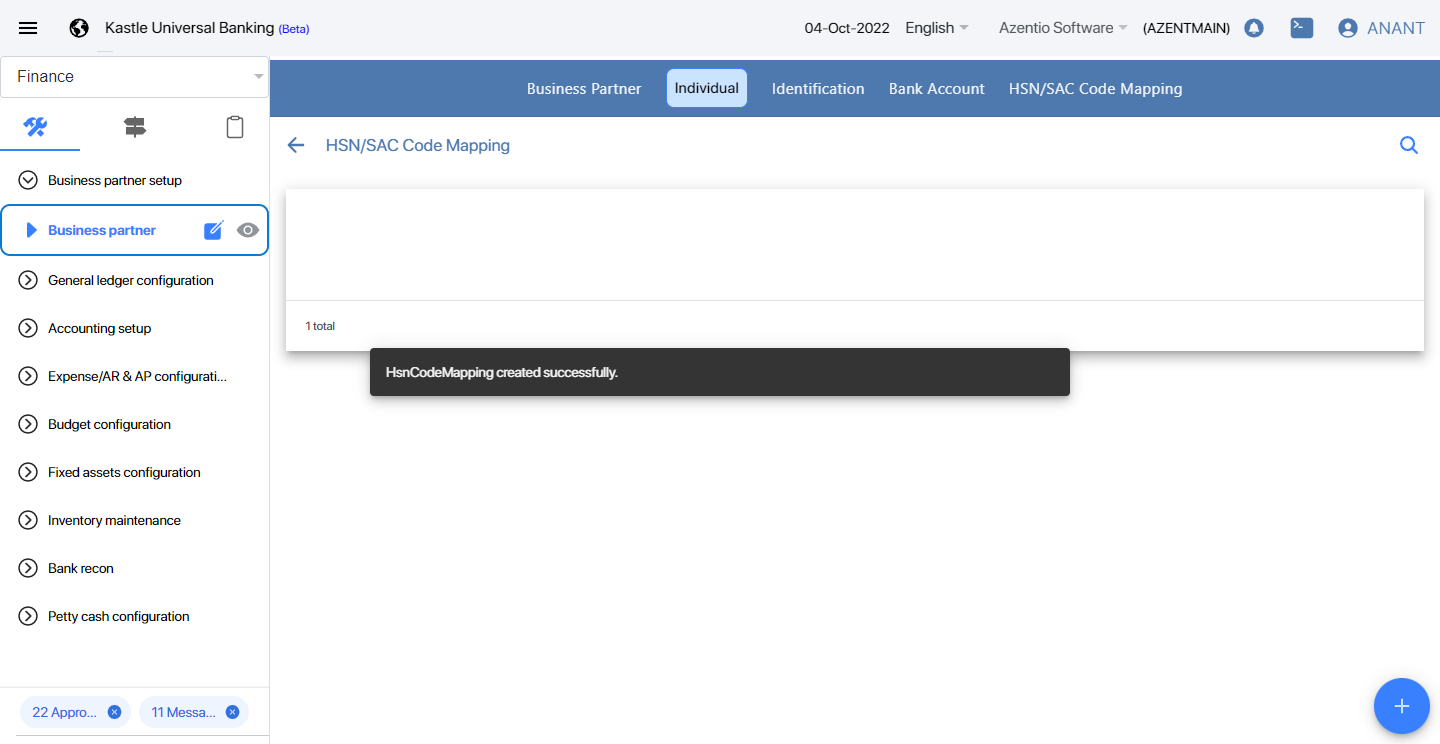 Kastle Universal Banking (Beta)
04-Oct-2022
English
Azentio Software
(AZENTMAIN)
ANANT
Finance
Business Partner
Individual
Identification
Bank Account
HSN/SAC Code Mapping
HSN/SAC Code Mapping
Business partner setup
Business partner
General ledger configuration
Accounting setup
Expense/AR & AP configurati...
Budget configuration
Fixed assets configuration
Inventory maintenance
Bank recon
Petty cash configuration
1 total
HsnCodeMapping created successfully.
22 Appro...
11 Messa...